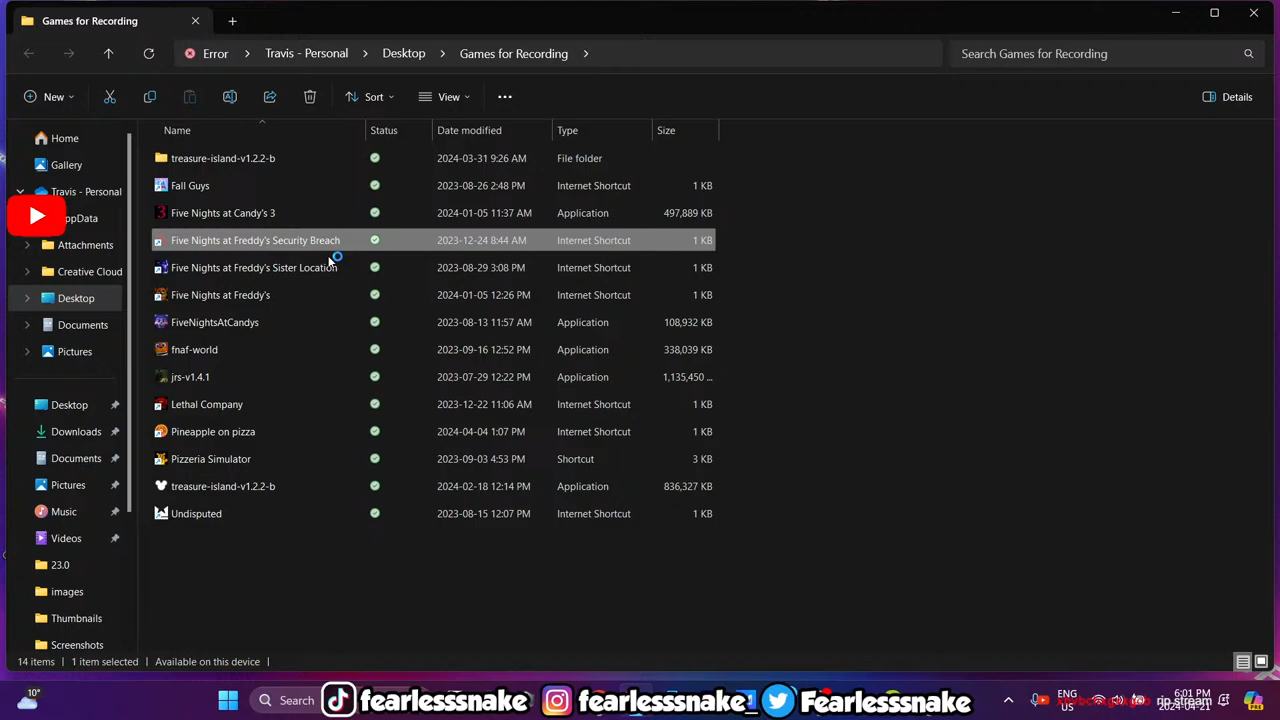 Games for Recording
Error > Travis - Personal > Desktop > Games for Recording >
Search Games for Recording
New
Sort
View
Details
Name Status Date modified Type Size
treasure-island-v1.2.2-b 2024-03-31 9:26 AM File folder
Fall Guys 2023-08-26 2:48 PM Internet Shortcut 1 KB
Five Nights at Candy's 3 2024-01-05 11:37 AM Application 497,889 KB
Five Nights at Freddy's Security Breach 2023-12-24 8:44 AM Internet Shortcut 1 KB
Five Nights at Freddy's Sister Location 2023-08-29 3:08 PM Internet Shortcut 1 KB
Five Nights at Freddy's 2024-01-05 12:26 PM Internet Shortcut 1 KB
FiveNightsAtCandys 2023-08-13 11:57 AM Application 108,932 KB
fnaf-world 2023-09-16 12:52 PM Application 338,039 KB
jrs-v1.4.1 2023-07-29 12:22 PM Application 1,135,450 ...
Lethal Company 2023-12-22 11:06 AM Internet Shortcut 1 KB
Pineapple on pizza 2024-04-04 1:07 PM Internet Shortcut 1 KB
Pizzeria Simulator 2023-09-03 4:53 PM Shortcut 3 KB
treasure-island-v1.2.2-b 2024-02-18 12:14 PM Application 836,327 KB
Undisputed 2023-08-15 12:07 PM Internet Shortcut 1 KB
Home
Gallery
Travis - Personal
AppData
Attachments
Creative Cloud
Desktop
Documents
Pictures
Desktop
Downloads
Documents
Pictures
Music
Videos
23.0
images
Thumbnails
Screenshots
14 items 1 item selected Available on this device
10°
Search
fearlesssnake fearlesssnake_ fearlesssnake
ENG
US
6:01 PM
2024-04-21